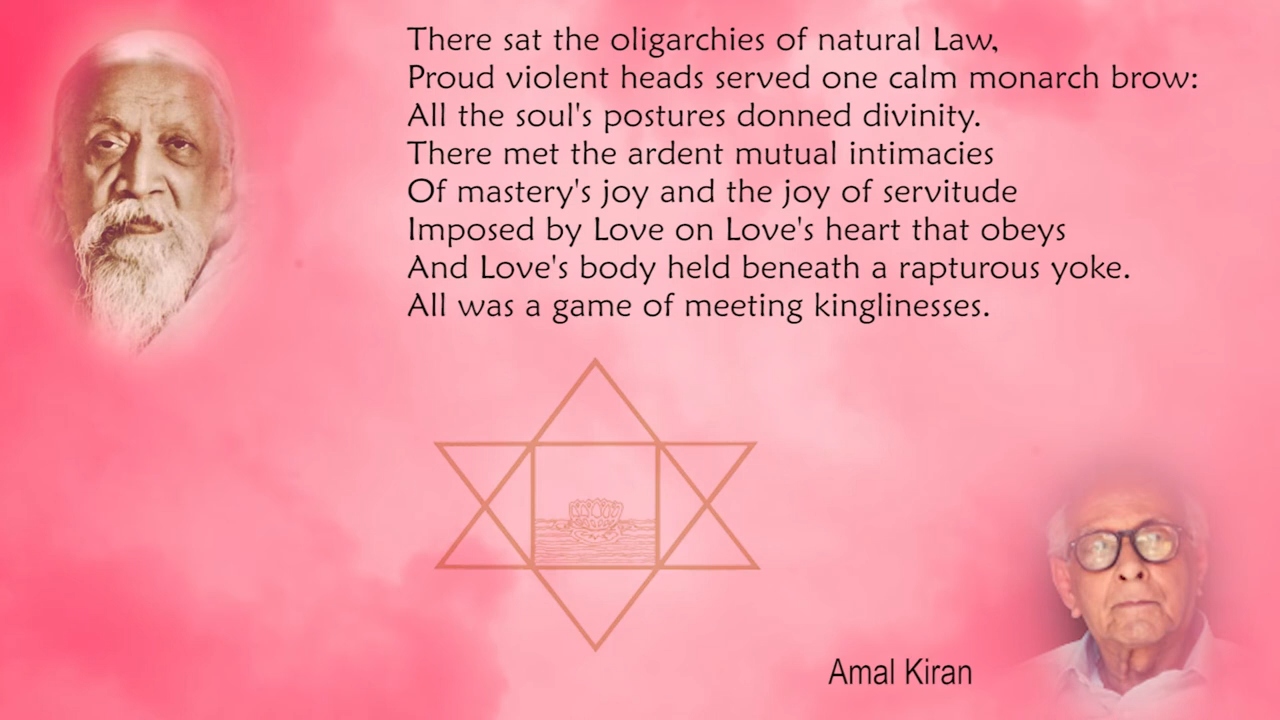 There sat the oligarchies of natural Law,
Proud violent heads served one calm monarch brow:
All the soul's postures donned divinity.
There met the ardent mutual intimacies
Of mastery's joy and the joy of servitude
Imposed by Love on Love's heart that obeys
And Love's body held beneath a rapturous yoke.
All was a game of meeting kinglinesses.
Amal Kiran